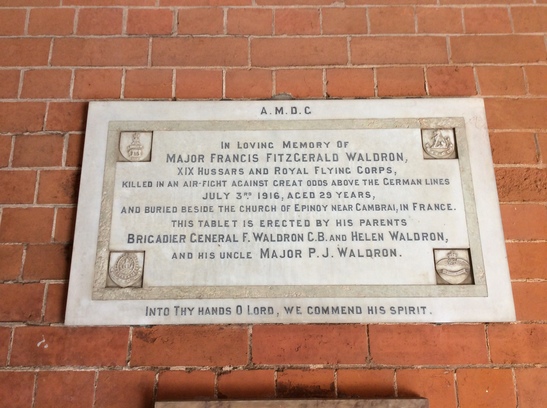 A.M.D.G
IN LOVING MEMORY OF
MAJOR FRANCIS FITZGERALD WALDRON,
XIX HUSSARS AND ROYAL FLYING CORPS,
KILLED IN AN AIR-FIGHT AGAINST GREAT ODDS ABOVE THE GERMAN LINES
JULY 3RD 1916, AGED 29 YEARS,
AND BURIED BESIDE THE CHURCH OF EPINOY NEAR CAMBRAI, IN FRANCE.
THIS TABLET IS ERECTED BY HIS PARENTS
BRIGADIER GENERAL F. WALDRON C.B. AND HELEN WALDRON,
AND HIS UNCLE MAJOR P.J. WALDRON.
INTO THY HANDS O LORD, WE COMMEND HIS SPIRIT.